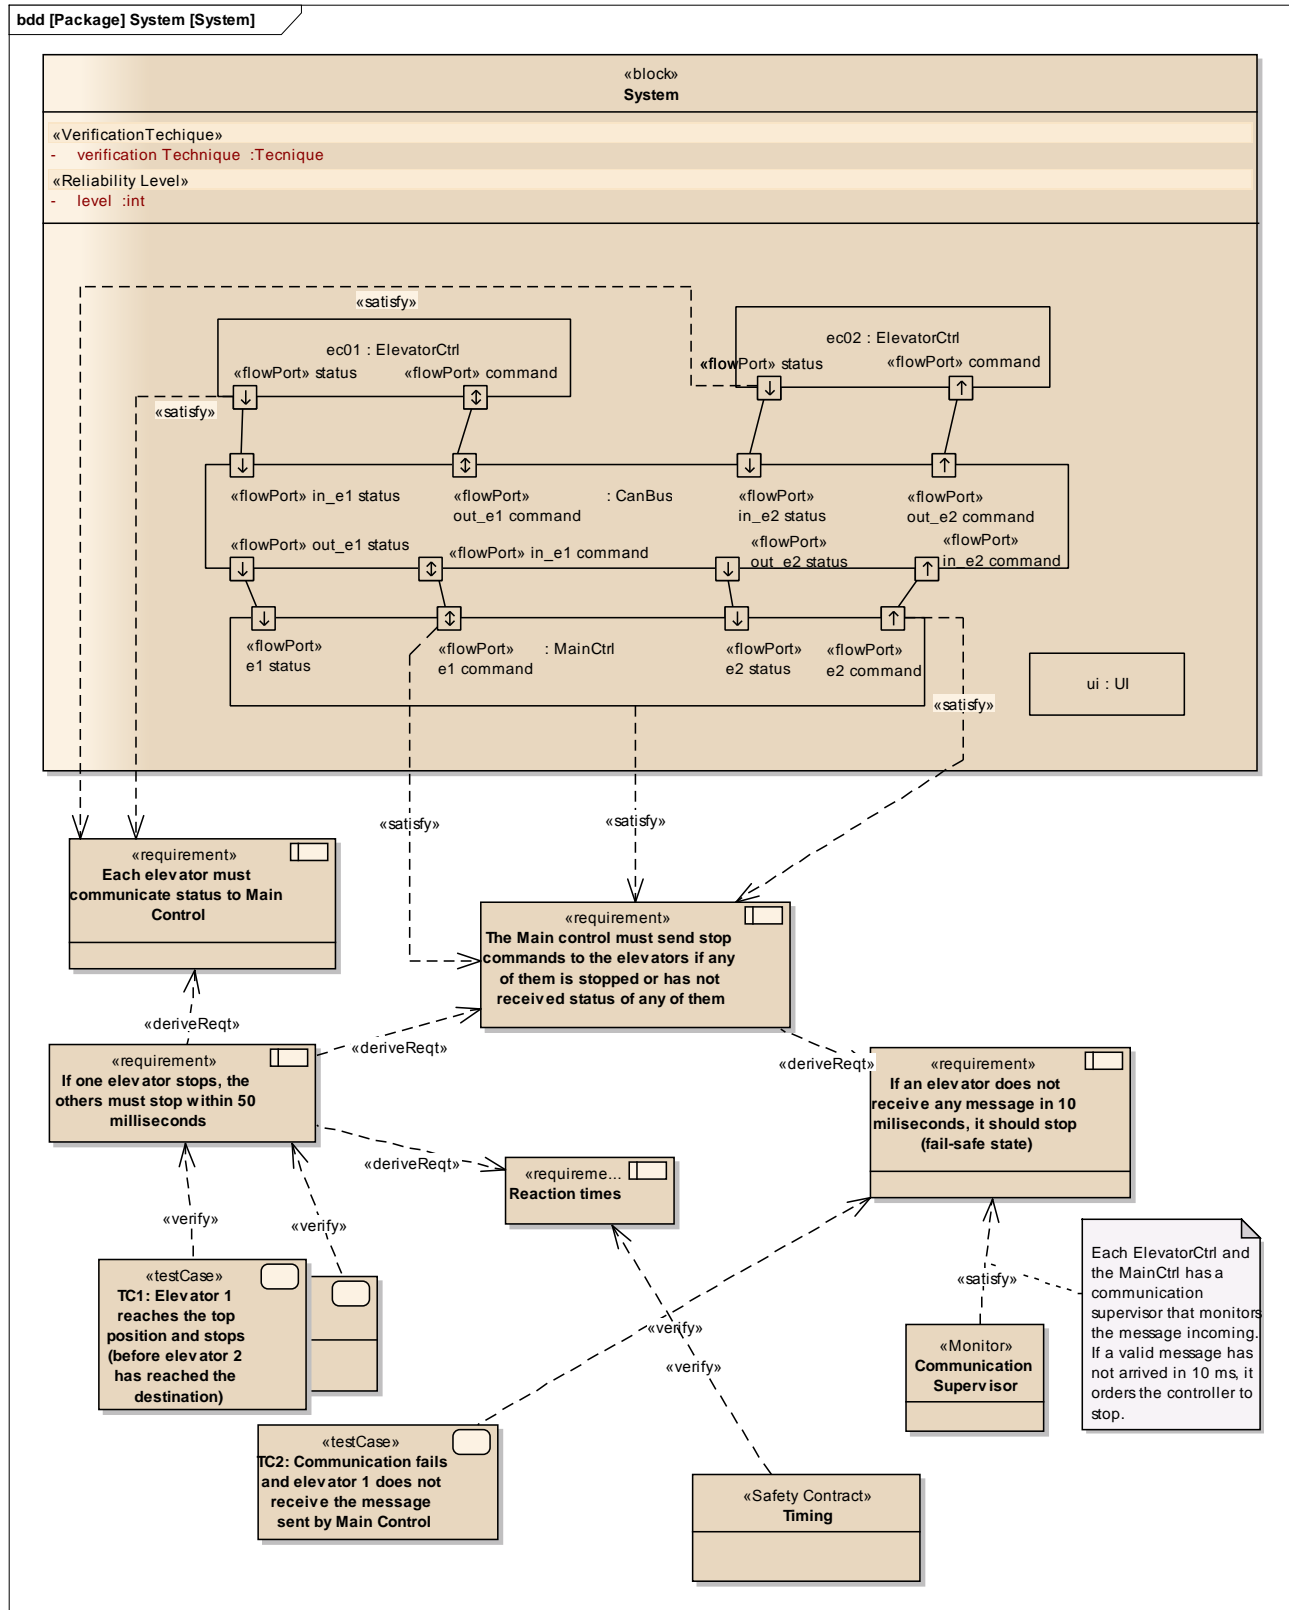 bdd [Package] System [System]
«block»
System
«VerificationTechique»
- verification Technique :Tecnique
«Reliability Level»
- level :int
«satisfy»
ec01 : ElevatorCtrl
«flowPort» status
«flowPort» command
ec02 : ElevatorCtrl
«flowPort» status
«flowPort» command
«satisfy»
«flowPort» in_e1 status
«flowPort»
out_e1 command
: CanBus
«flowPort»
in_e2 status
«flowPort»
out_e2 command
«flowPort» out_e1 status
«flowPort» in_e1 command
«flowPort»
out_e2 status
«flowPort»
in_e2 command
«flowPort»
e1 status
«flowPort»
e1 command
: MainCtrl
«flowPort»
e2 status
«flowPort»
e2 command
ui : UI
«satisfy»
«satisfy»
«satisfy»
«requirement»
Each elevator must
communicate status to Main
Control
«requirement»
The Main control must send stop
commands to the elevators if any
of them is stopped or has not
received status of any of them
«deriveReqt»
«deriveReqt»
«deriveReqt»
«requirement»
If one elevator stops, the
others must stop within 50
milliseconds
«requirement»
If an elevator does not
receive any message in 10
miliseconds, it should stop
(fail-safe state)
«deriveReqt»
«requireme...
Reaction times
«verify»
«verify»
«testCase»
TC1: Elevator 1
reaches the top
position and stops
(before elevator 2
has reached the
destination)
«satisfy»
Each ElevatorCtrl and
the MainCtrl has a
communication
supervisor that monitors
the message incoming.
If a valid message has
not arrived in 10 ms, it
orders the controller to
stop.
«verify»
«verify»
«Monitor»
Communication
Supervisor
«testCase»
TC2: Communication fails
and elevator 1 does not
receive the message
sent by Main Control
«Safety Contract»
Timing